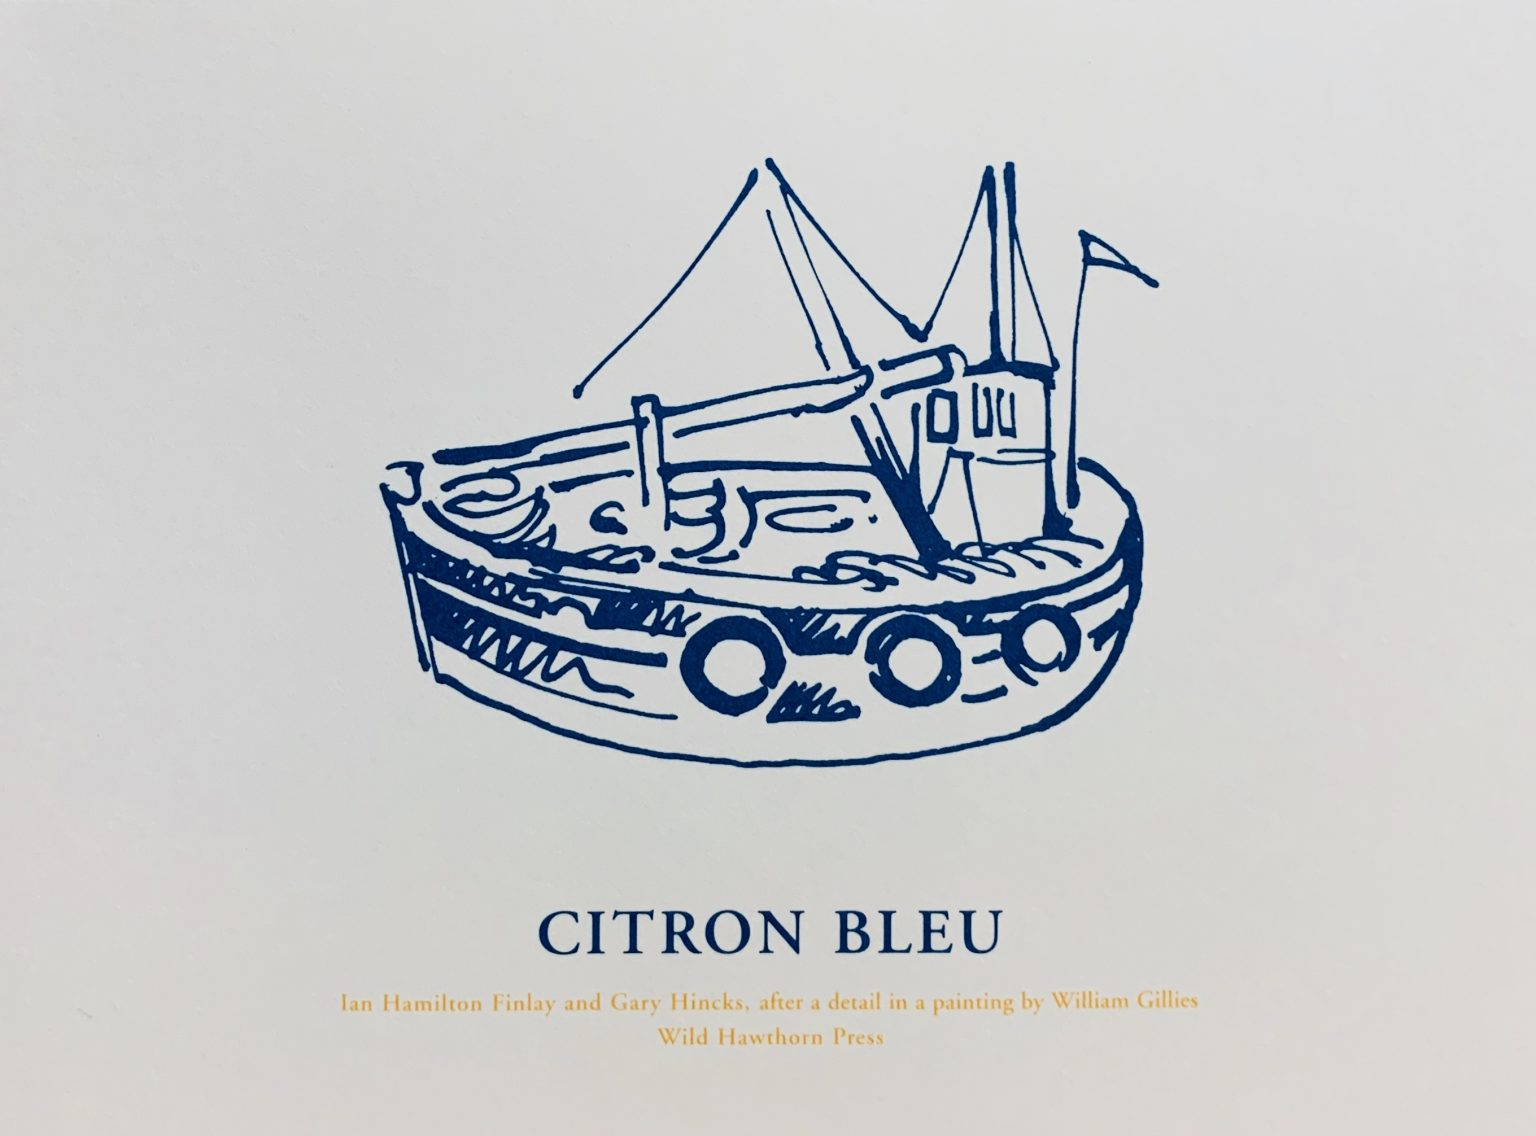 CITRON BLEU
Ian Hamilton Finlay and Gary Hincks, after a detail in a painting by William Gillies
Wild Hawthorn Press